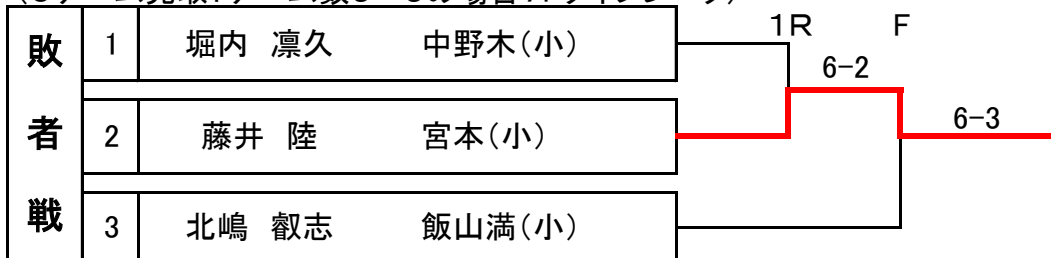 1R F
6-2
6-3
敗者戦
1 堀内 凛久 中野木(小)
2 藤井 陸 宮本(小)
3 北嶋 叡志 飯山満(小)